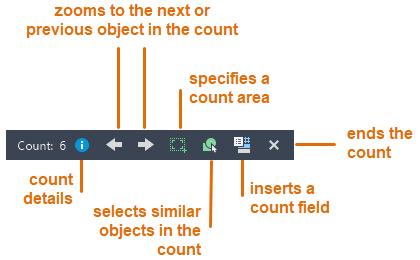 zooms to the next or
previous object in the count
specifies a
count area
Count: 6
ends the
count
count
details
selects similar
objects in the
count
inserts a
count field